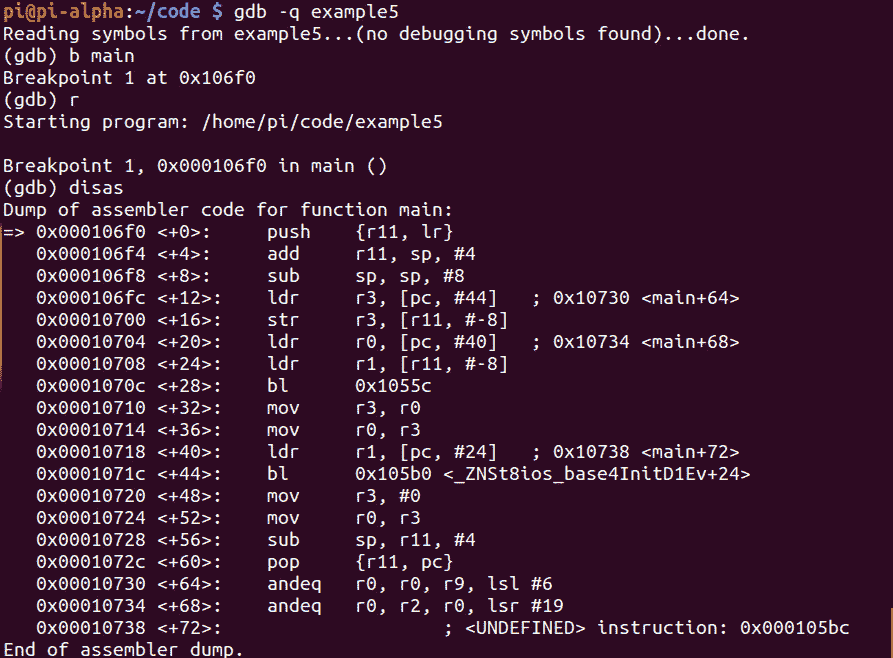 pi@pi-alpha:~/code $ gdb -q example5
Reading symbols from example5...(no debugging symbols found)...done.
(gdb) b main
Breakpoint 1 at 0x106f0
(gdb) r
Starting program: /home/pi/code/example5
Breakpoint 1, 0x000106f0 in main ()
(gdb) disas
Dump of assembler code for function main:
=> 0x000106f0 <+0>:     push    {r11, lr}
   0x000106f4 <+4>:     add     r11, sp, #4
   0x000106f8 <+8>:     sub     sp, sp, #8
   0x000106fc <+12>:    ldr     r3, [pc, #44]   ; 0x10730 <main+64>
   0x00010700 <+16>:    str     r3, [r11, #-8]
   0x00010704 <+20>:    ldr     r0, [pc, #40]   ; 0x10734 <main+68>
   0x00010708 <+24>:    ldr     r1, [r11, #-8]
   0x0001070c <+28>:    bl      0x1055c
   0x00010710 <+32>:    mov     r3, r0
   0x00010714 <+36>:    mov     r0, r3
   0x00010718 <+40>:    ldr     r1, [pc, #24]   ; 0x10738 <main+72>
   0x0001071c <+44>:    bl      0x105b0 <_ZNSt8ios_base4InitD1Ev+24>
   0x00010720 <+48>:    mov     r3, #0
   0x00010724 <+52>:    mov     r0, r3
   0x00010728 <+56>:    sub     sp, r11, #4
   0x0001072c <+60>:    pop     {r11, pc}
   0x00010730 <+64>:    andeq   r0, r0, r9, lsl #6
   0x00010734 <+68>:    andeq   r0, r2, r0, lsr #19
   0x00010738 <+72>:                    ; <UNDEFINED> instruction: 0x000105bc
End of assembler dump.